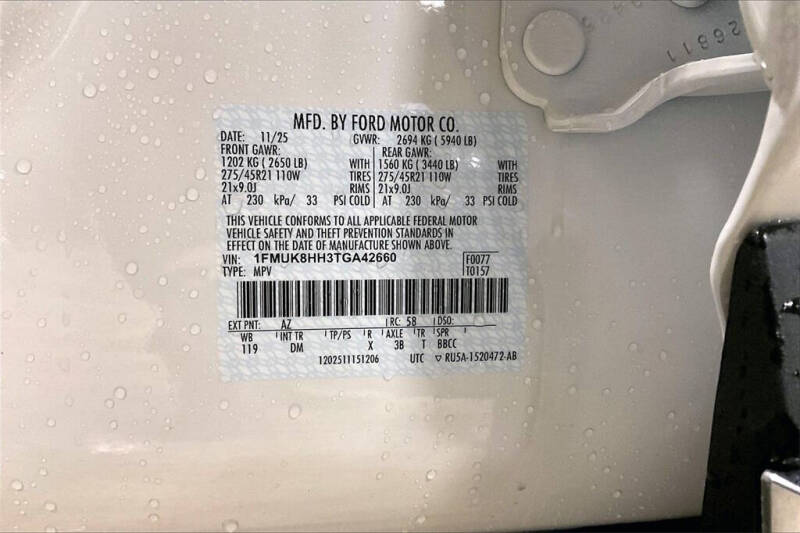 26811
MFD. BY FORD MOTOR CO.
DATE: 11/25 GVWR: 2694 KG ( 5940 LB)
FRONT GAWR: REAR GAWR:
1202 KG ( 2650 LB) WITH 1560 KG ( 3440 LB) WITH
275/45R21 110W TIRES 275/45R21 110W TIRES
21x9.0J RIMS 21x9.0J RIMS
AT 230 kPa/ 33 PSI COLD AT 230 kPa/ 33 PSI COLD
THIS VEHICLE CONFORMS TO ALL APPLICABLE FEDERAL MOTOR
VEHICLE SAFETY AND THEFT PREVENTION STANDARDS IN
EFFECT ON THE DATE OF MANUFACTURE SHOWN ABOVE.
VIN: 1FMUK8HH3TGA42660 F0077
TYPE: MPV T0157
EXT PNT: AZ RC: 58 DSO:
WB INT TR TP/PS R AXLE TR SPR
119 DM X 3B T BBCC
1202511151206 UTC ▽ RU5A-1520472-AB